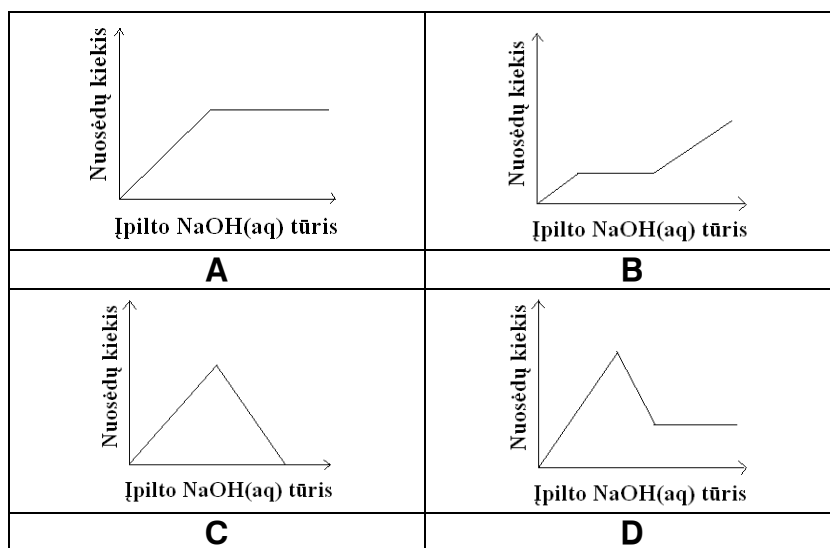 Nuosėdų kiekis
Įpilto NaOH(aq) tūris
A
Nuosėdų kiekis
Įpilto NaOH(aq) tūris
B
Nuosėdų kiekis
Įpilto NaOH(aq) tūris
C
Nuosėdų kiekis
Įpilto NaOH(aq) tūris
D